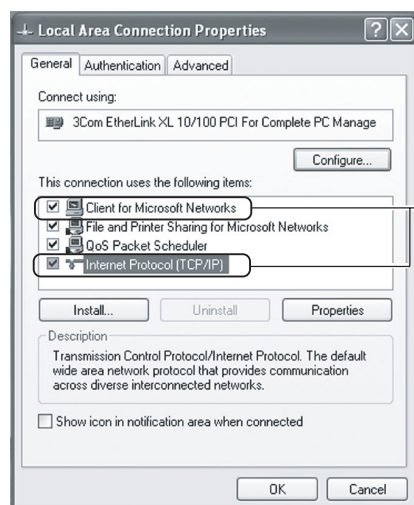 Local Area Connection Properties
General Authentication Advanced
Connect using:
3Com EtherLink XL 10/100 PCI For Complete PC Manage
Configure...
This connection uses the following items:
Client for Microsoft Networks
File and Printer Sharing for Microsoft Networks
QoS Packet Scheduler
Internet Protocol (TCP/IP)
Install... Uninstall Properties
Description
Transmission Control Protocol/Internet Protocol. The default
wide area network protocol that provides communication
across diverse interconnected networks.
Show icon in notification area when connected
OK Cancel